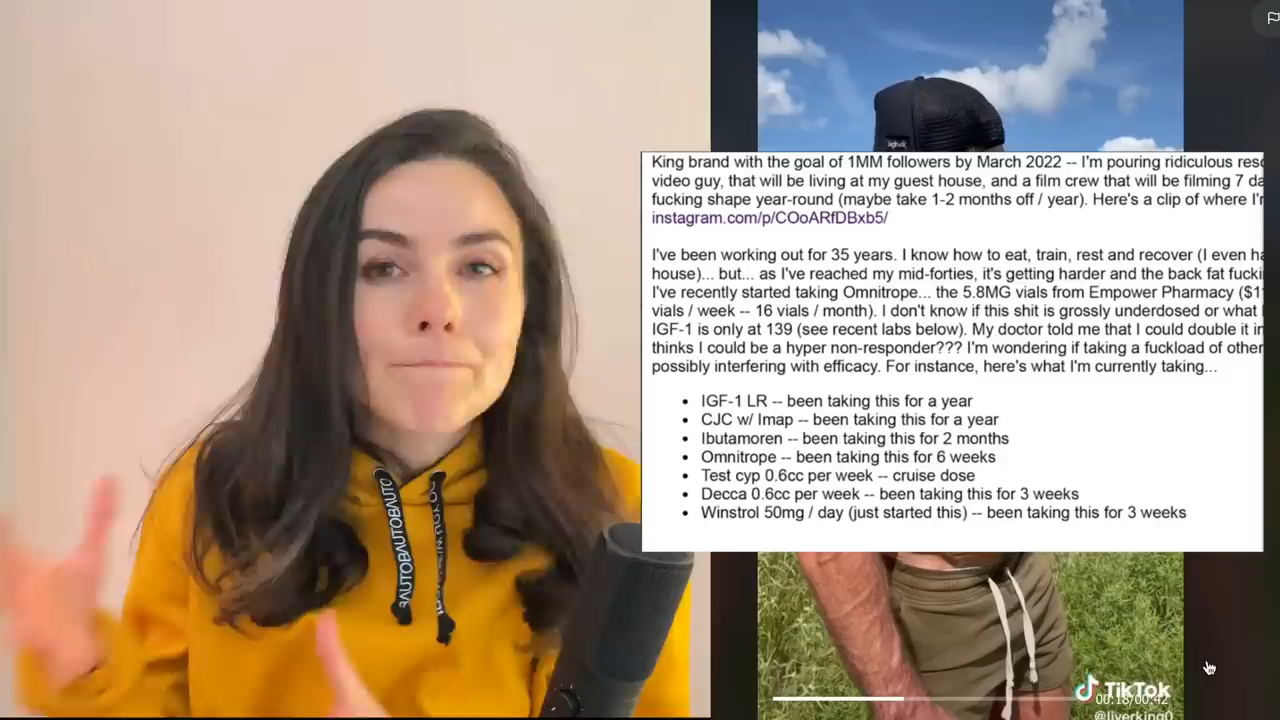 bigtruck
King brand with the goal of 1MM followers by March 2022 -- I'm pouring ridiculous
video guy, that will be living at my guest house, and a film crew that will be filming 7
fucking shape year-round (maybe take 1-2 months off / year). Here's a clip of where
instagram.com/p/COoARfDBxb5/
I've been working out for 35 years. I know how to eat, train, rest and recover (I even
house)... but... as I've reached my mid-forties, it's getting harder and the back fat
I've recently started taking Omnitrope... the 5.8MG vials from Empower Pharmacy
vials / week -- 16 vials / month). I don't know if this shit is grossly underdosed or what
IGF-1 is only at 139 (see recent labs below). My doctor told me that I could double it in
thinks I could be a hyper non-responder??? I'm wondering if taking a fuckload of other
possibly interfering with efficacy. For instance, here's what I'm currently taking...
• IGF-1 LR -- been taking this for a year
• CJC w/ Imap -- been taking this for a year
• Ibutamoren -- been taking this for 2 months
• Omnitrope -- been taking this for 6 weeks
• Test cyp 0.6cc per week -- cruise dose
• Decca 0.6cc per week -- been taking this for 3 weeks
• Winstrol 50mg / day (just started this) -- been taking this for 3 weeks
TikTok
00:18/00:42
@liverking0